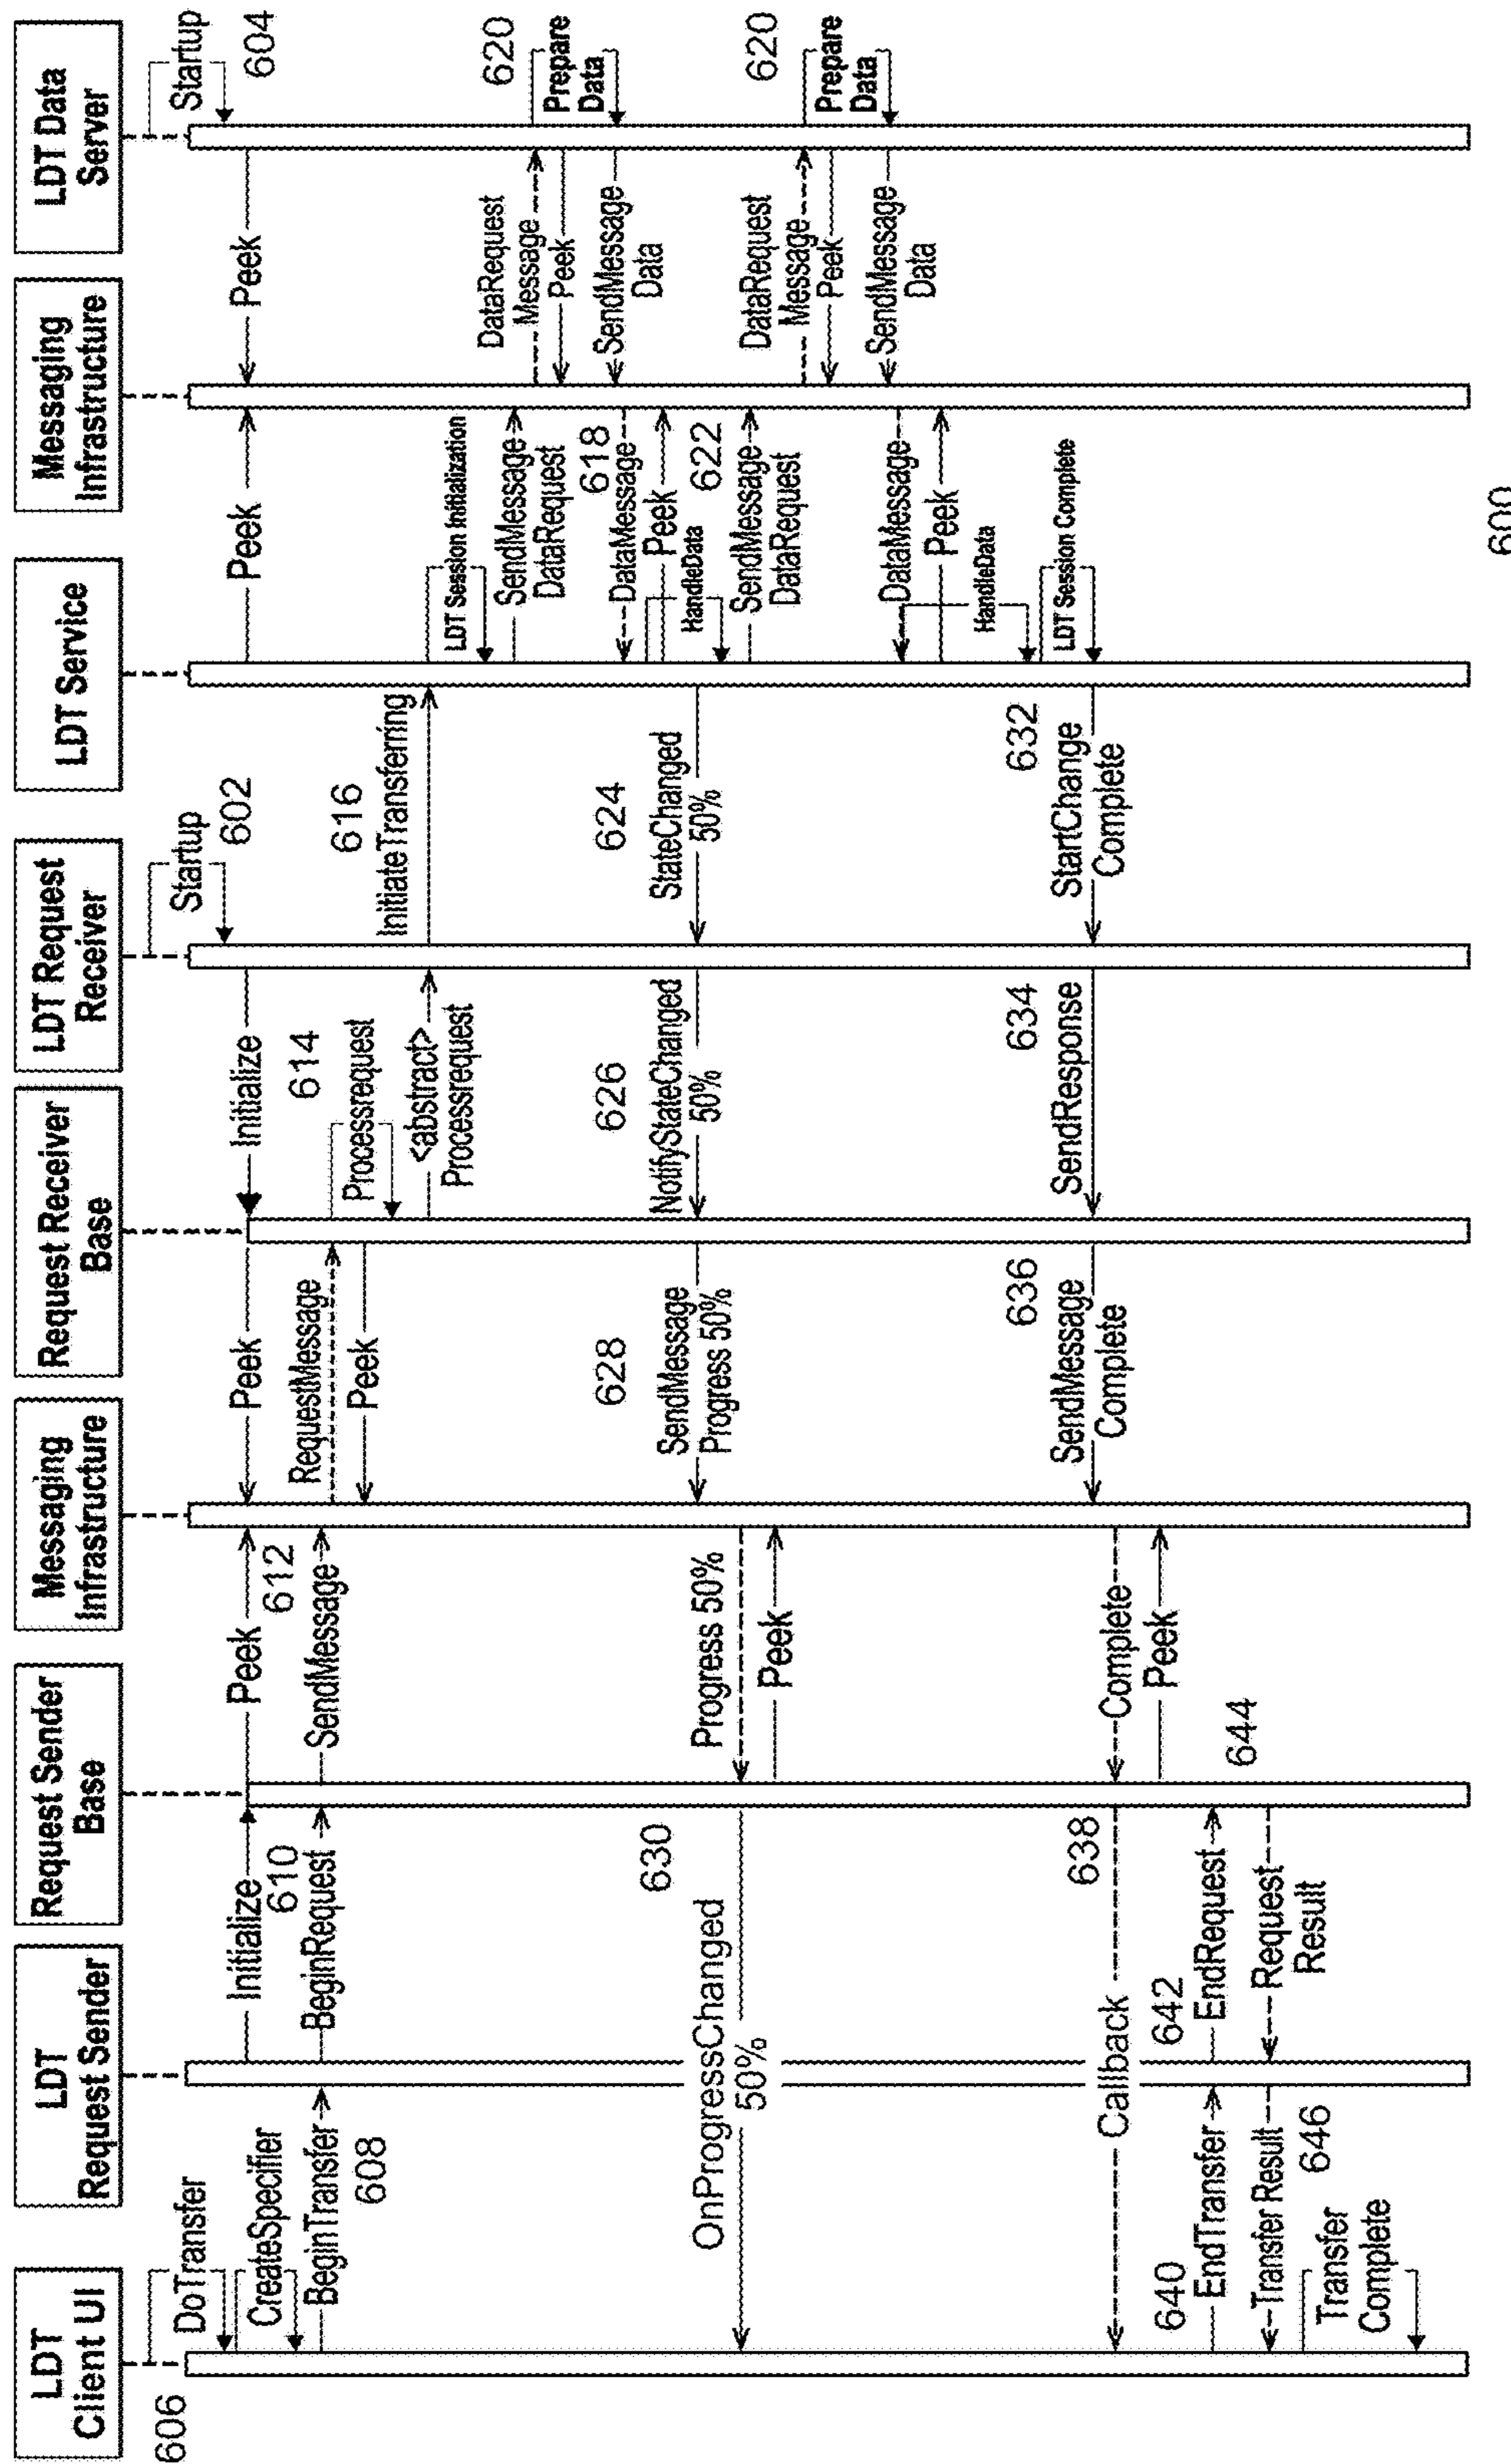 LDT
Client UI
LDT
Request Sender
Request Sender
Base
Messaging
Infrastructure
Request Receiver
Base
LDT Request
Receiver
LDT Service
Messaging
Infrastructure
LDT Data
Server
606
DoTransfer
CreateSpecifier
BeginTransfer
608
Initialize
610
BeginRequest
Peek
612
SendMessage
Peek
RequestMessage
Peek
Initialize
614
Processrequest
<abstract>
Processrequest
Startup
602
616
InitiateTransferring
Peek
LDT Session Initialization
SendMessage
DataRequest
618
DataMessage
Peek
HandleData
622
SendMessage
DataRequest
DataMessage
Peek
HandleData
LDT Session Complete
Peek
DataRequest
Message
Peek
SendMessage
Data
DataRequest
Message
Peek
SendMessage
Data
Startup
604
620
Prepare
Data
620
Prepare
Data
624
StateChanged
50%
626
NotifyStateChanged
50%
628
SendMessage
Progress 50%
Progress 50%
Peek
630
OnProgressChanged
50%
632
StartChange
Complete
634
SendResponse
636
SendMessage
Complete
Complete
Peek
638
Callback
640
EndTransfer
642
EndRequest
644
Request
Result
Transfer Result
646
Transfer
Complete
600